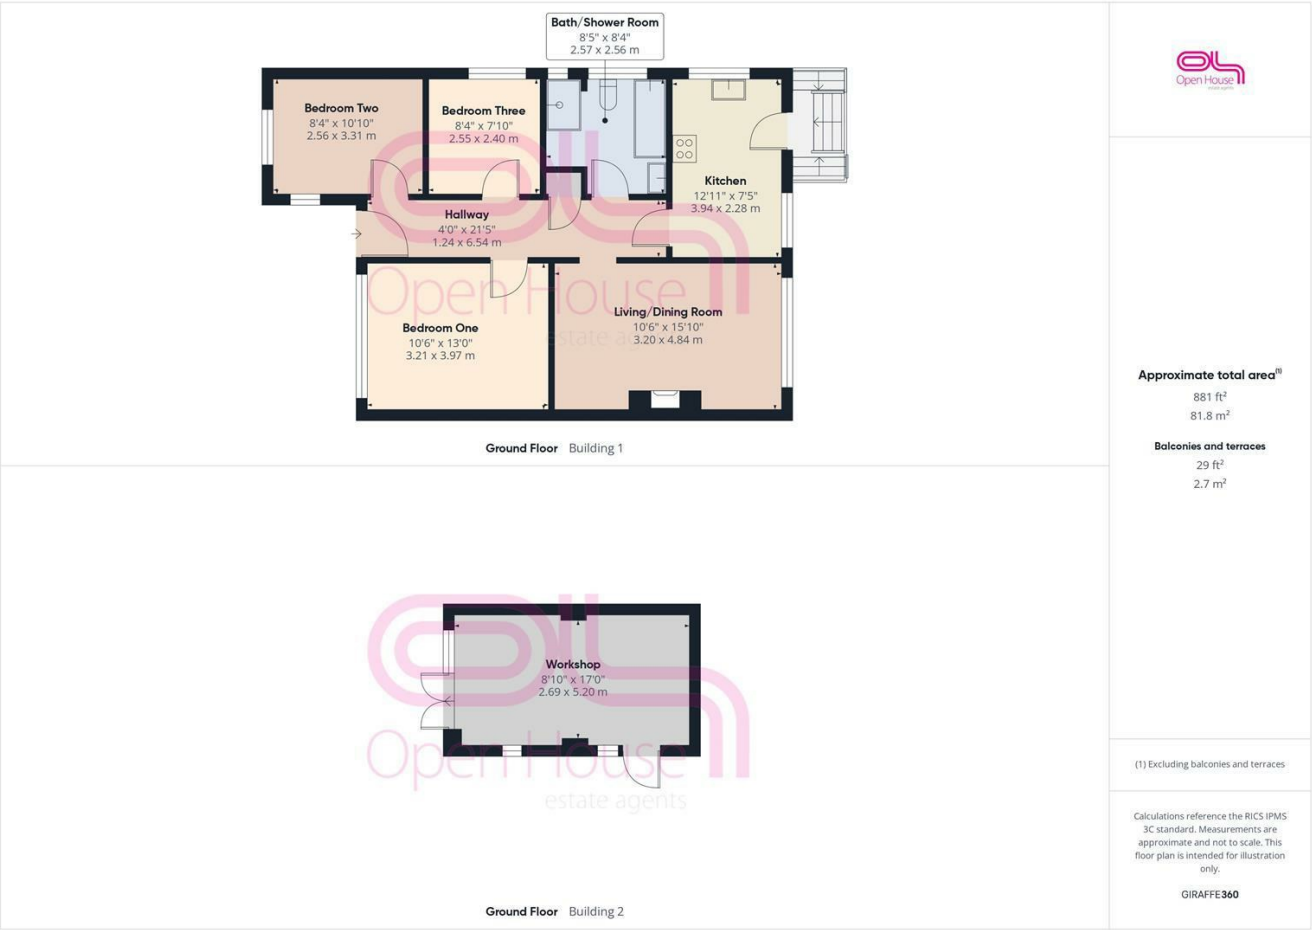 Bath/Shower Room
8'5" x 8'4"
2.57 x 2.56 m
Bedroom Two
8'4" x 10'10"
2.56 x 3.31 m
Bedroom Three
8'4" x 7'10"
2.55 x 2.40 m
Kitchen
12'11" x 7'5"
3.94 x 2.28 m
Hallway
4'0" x 21'5"
1.24 x 6.54 m
Bedroom One
10'6" x 13'0"
3.21 x 3.97 m
Living/Dining Room
10'6" x 15'10"
3.20 x 4.84 m
Open House
estate agents
Ground Floor Building 1
Workshop
8'10" x 17'0"
2.69 x 5.20 m
Open House
estate agents
Ground Floor Building 2
Open House
estate agents
Approximate total area(1)
881 ft²
81.8 m²
Balconies and terraces
29 ft²
2.7 m²
(1) Excluding balconies and terraces
Calculations reference the RICS IPMS
3C standard. Measurements are
approximate and not to scale. This
floor plan is intended for illustration
only.
GIRAFFE360